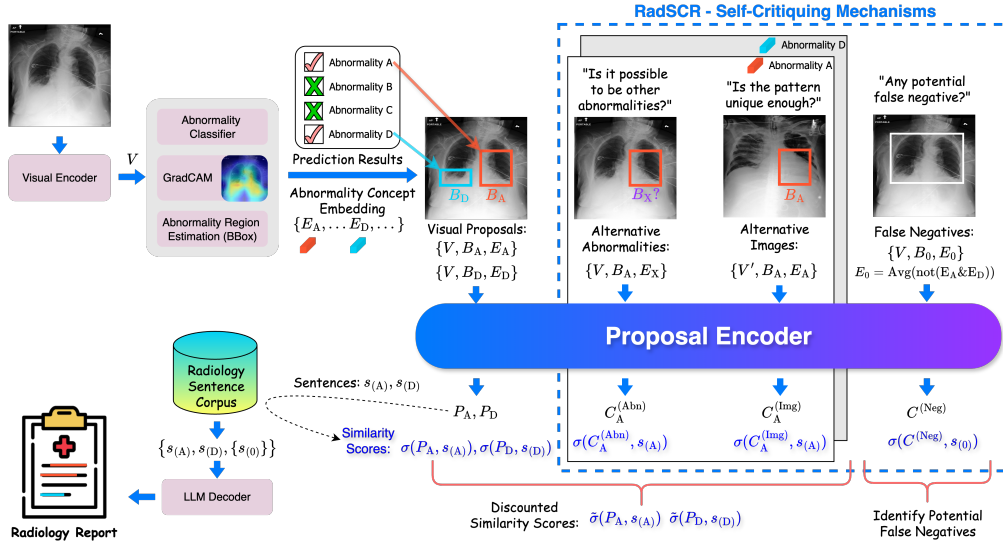 RadSCR - Self-Critiquing Mechanisms
Visual Encoder
V
Abnormality
Classifier
GradCAM
Abnormality Region
Estimation (BBox)
Abnormality A
Abnormality B
Abnormality C
Abnormality D
Prediction Results
Abnormality Concept
Embedding
{E_A, ... E_D, ...}
B_D
B_A
Visual Proposals:
{V, B_A, E_A}
{V, B_D, E_D}
Abnormality D
Abnormality A
"Is it possible
to be other
abnormalities?"
B_X?
Alternative
Abnormalities:
{V, B_A, E_X}
"Is the pattern
unique enough?"
B_A
Alternative
Images:
{V′, B_A, E_A}
"Any potential
false negative?"
False Negatives:
{V, B_0, E_0}
E_0 = Avg(not(E_A&E_D))
Proposal Encoder
Radiology
Sentence
Corpus
Sentences: s_(A), s_(D)
P_A, P_D
Similarity
Scores: σ(P_A, s_(A)), σ(P_D, s_(D))
C_A^(Abn)
σ(C_A^(Abn), s_(A))
C_A^(Img)
σ(C_A^(Img), s_(A))
C^(Neg)
σ(C^(Neg), s_(0))
{s_(A), s_(D), {s_(0)}}
LLM Decoder
Radiology Report
Discounted
Similarity Scores: σ̃(P_A, s_(A)) σ̃(P_D, s_(D))
Identify Potential
False Negatives